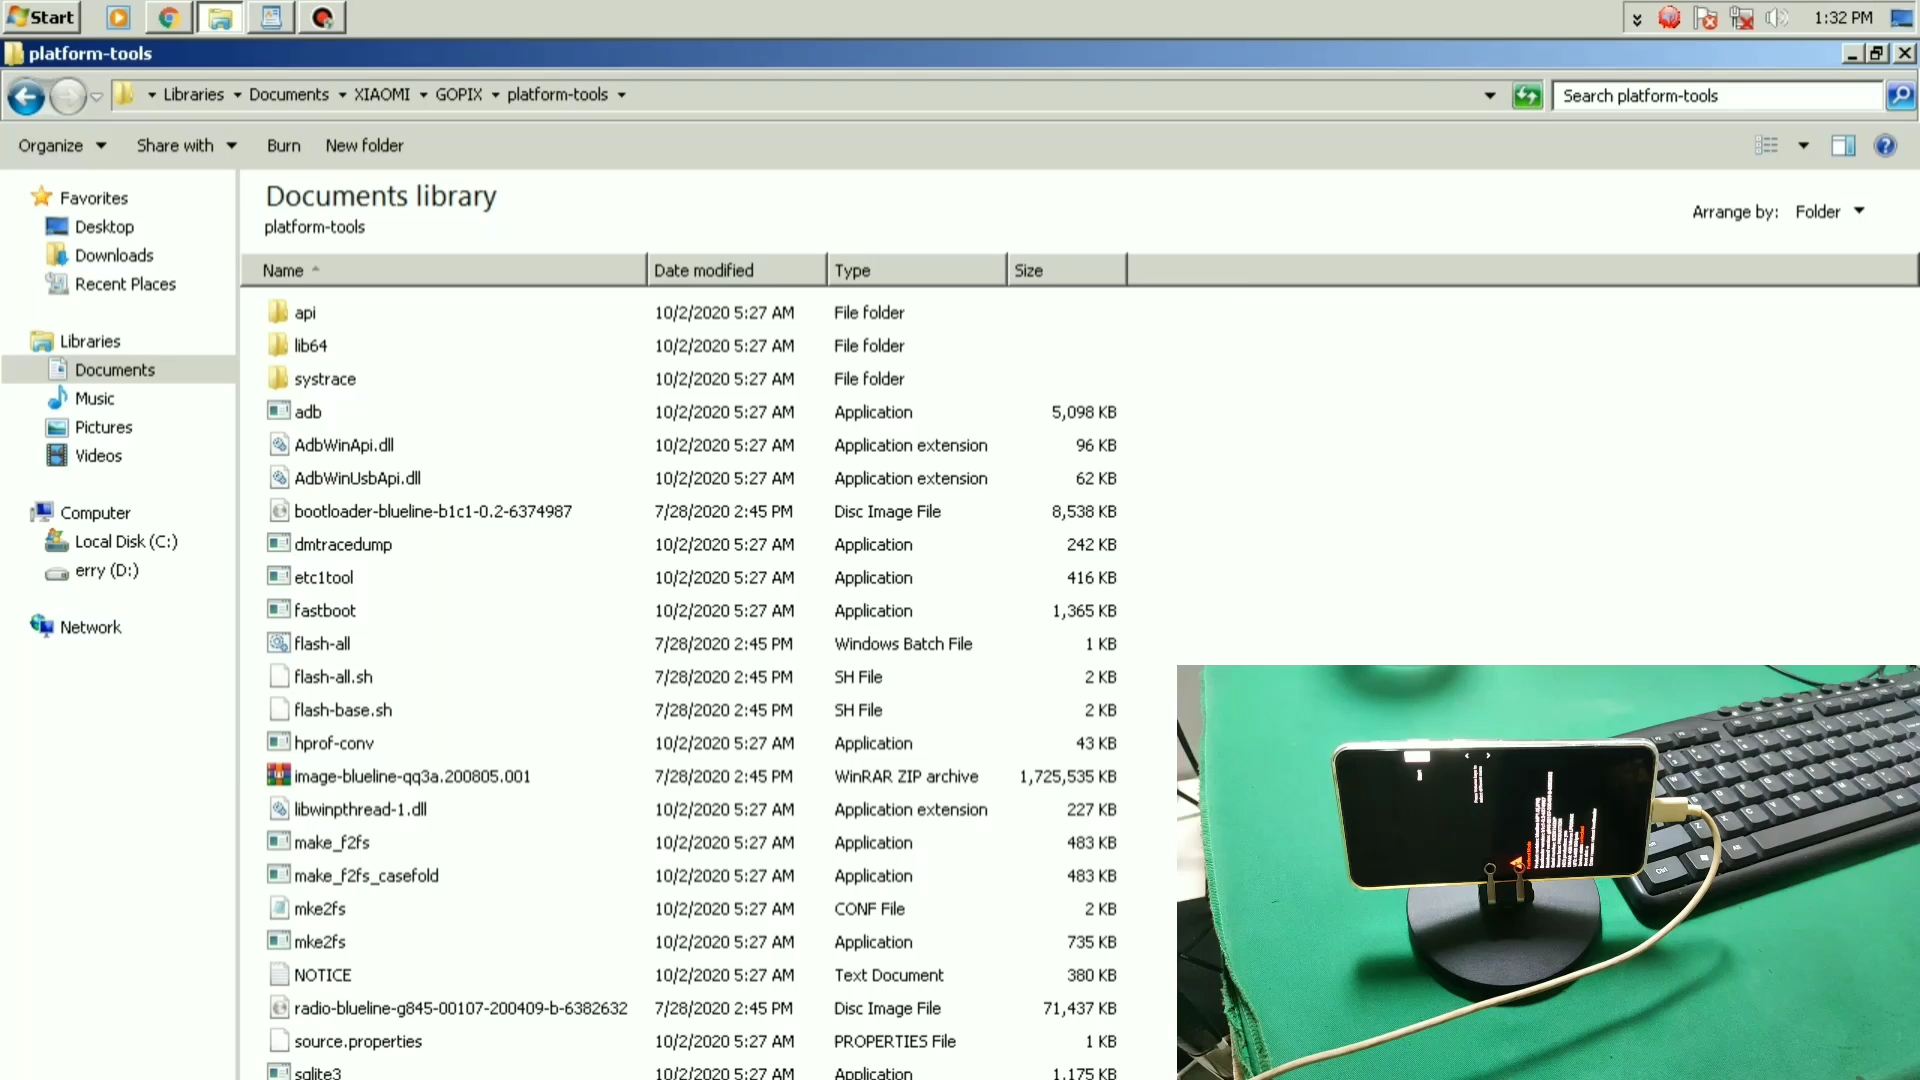 Start
1:32 PM
platform-tools
Libraries
Documents
XIAOMI
GOPIX
platform-tools
Search platform-tools
Organize
Share with
Burn
New folder
Favorites
Desktop
Downloads
Recent Places
Libraries
Documents
Music
Pictures
Videos
Computer
Local Disk (C:)
erry (D:)
Network
Documents library
platform-tools
Arrange by: Folder
Name Date modified Type Size
api 10/2/2020 5:27 AM File folder
lib64 10/2/2020 5:27 AM File folder
systrace 10/2/2020 5:27 AM File folder
adb 10/2/2020 5:27 AM Application 5,098 KB
AdbWinApi.dll 10/2/2020 5:27 AM Application extension 96 KB
AdbWinUsbApi.dll 10/2/2020 5:27 AM Application extension 62 KB
bootloader-blueline-b1c1-0.2-6374987 7/28/2020 2:45 PM Disc Image File 8,538 KB
dmtracedump 10/2/2020 5:27 AM Application 242 KB
etc1tool 10/2/2020 5:27 AM Application 416 KB
fastboot 10/2/2020 5:27 AM Application 1,365 KB
flash-all 7/28/2020 2:45 PM Windows Batch File 1 KB
flash-all.sh 7/28/2020 2:45 PM SH File 2 KB
flash-base.sh 7/28/2020 2:45 PM SH File 2 KB
hprof-conv 10/2/2020 5:27 AM Application 43 KB
image-blueline-qq3a.200805.001 7/28/2020 2:45 PM WinRAR ZIP archive 1,725,535 KB
libwinpthread-1.dll 10/2/2020 5:27 AM Application extension 227 KB
make_f2fs 10/2/2020 5:27 AM Application 483 KB
make_f2fs_casefold 10/2/2020 5:27 AM Application 483 KB
mke2fs 10/2/2020 5:27 AM CONF File 2 KB
mke2fs 10/2/2020 5:27 AM Application 735 KB
NOTICE 10/2/2020 5:27 AM Text Document 380 KB
radio-blueline-g845-00107-200409-b-6382632 7/28/2020 2:45 PM Disc Image File 71,437 KB
source.properties 10/2/2020 5:27 AM PROPERTIES File 1 KB
sqlite3 10/2/2020 5:27 AM Application 1,175 KB
Ctrl
Alt